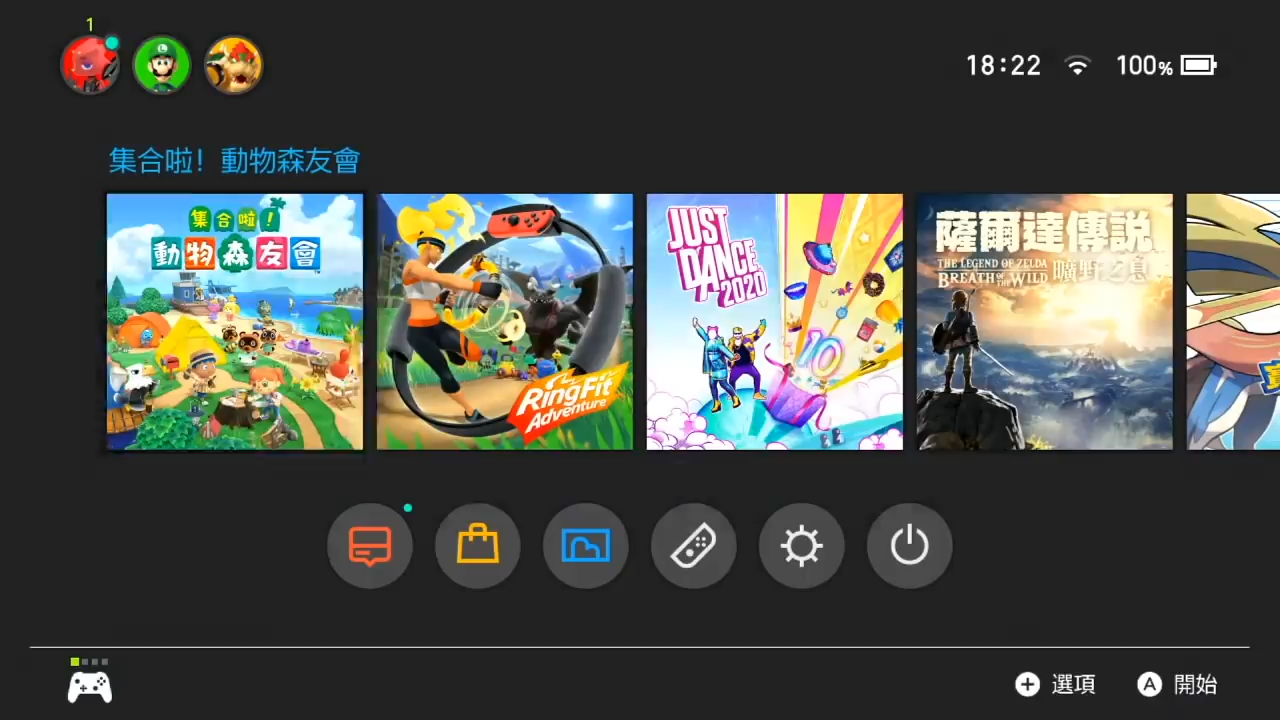 1
18:22
100%
集合啦！動物森友會
集合啦！
動物森友會
RingFit
Adventure
JUST
DANCE
2020
10
薩爾達傳說
THE LEGEND OF ZELDA
BREATH OF THE WILD
曠野之息
選項
A 開始